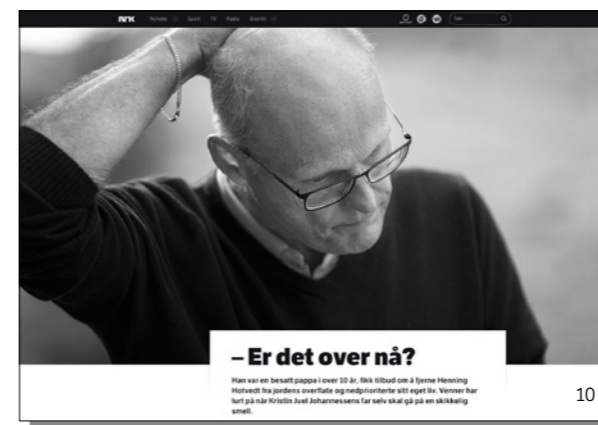 NRK Nyheter Sport TV Radio Distrikt Søk
– Er det over nå?
Han var en besatt pappa i over 10 år, fikk tilbud om å fjerne Henning
Hotvedt fra jordens overflate og nedprioriterte sitt eget liv. Venner har
lurt på når Kristin Juel Johannessens far selv skal gå på en skikkelig
smell.
10